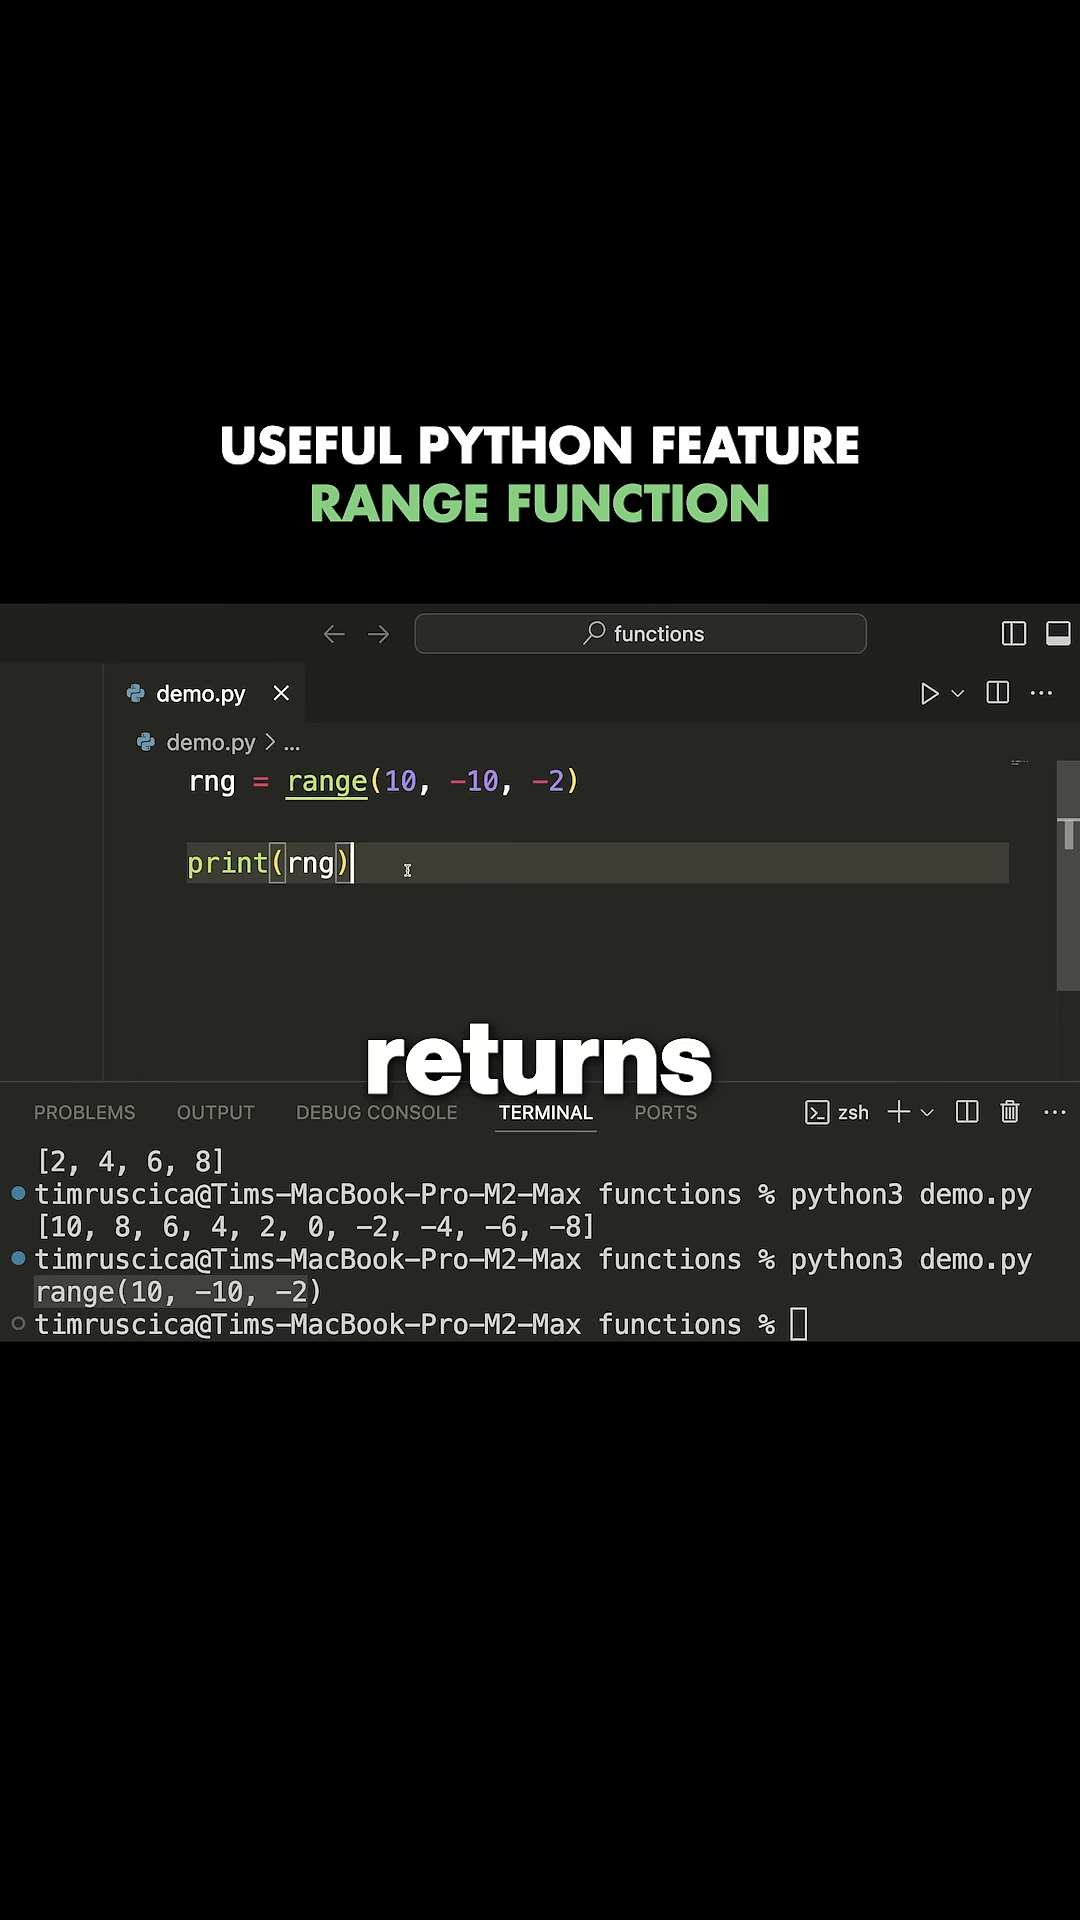 USEFUL PYTHON FEATURE
RANGE FUNCTION
functions
demo.py
demo.py > ...
rng = range(10, -10, -2)
print(rng)
returns
PROBLEMS OUTPUT DEBUG CONSOLE TERMINAL PORTS zsh
[2, 4, 6, 8]
timruscica@Tims-MacBook-Pro-M2-Max functions % python3 demo.py
[10, 8, 6, 4, 2, 0, -2, -4, -6, -8]
timruscica@Tims-MacBook-Pro-M2-Max functions % python3 demo.py
range(10, -10, -2)
timruscica@Tims-MacBook-Pro-M2-Max functions %